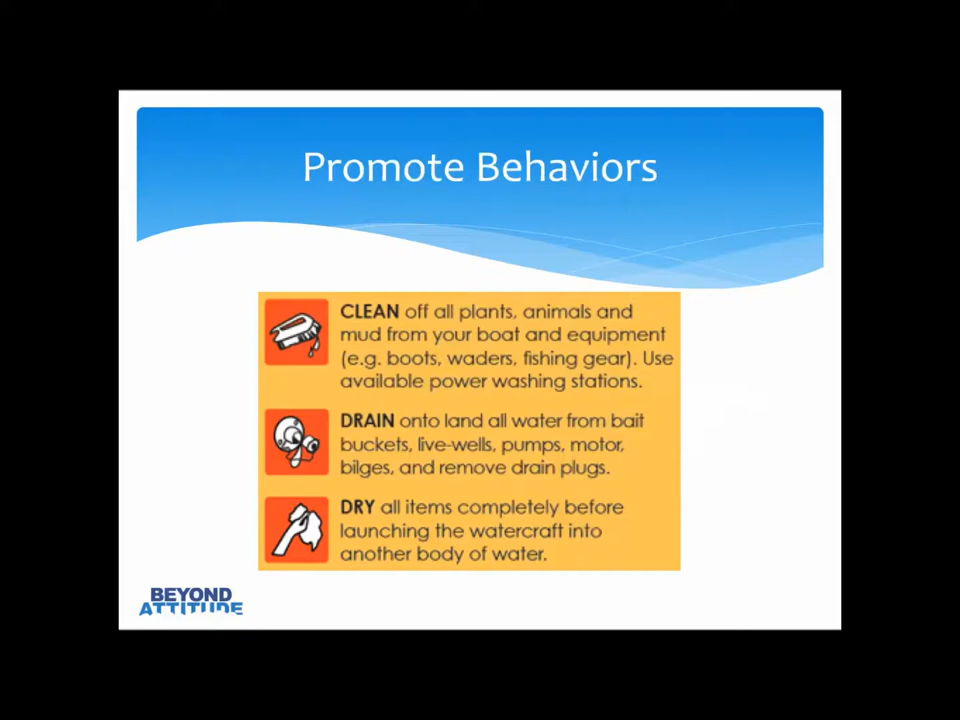 Promote Behaviors
CLEAN off all plants, animals and
mud from your boat and equipment
(e.g. boots, waders, fishing gear). Use
available power washing stations.
DRAIN onto land all water from bait
buckets, live-wells, pumps, motor,
bilges, and remove drain plugs.
DRY all items completely before
launching the watercraft into
another body of water.
BEYOND
ATTITUDE